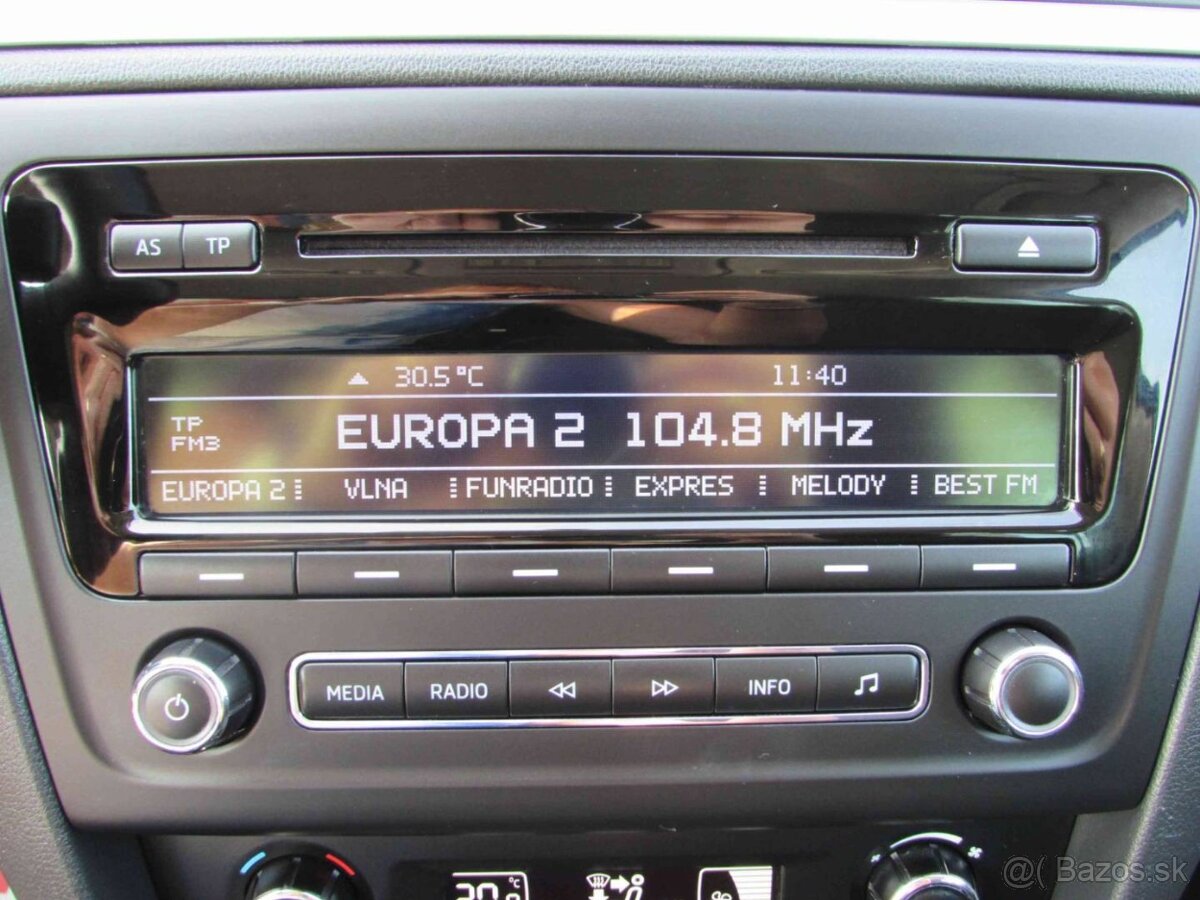 AS TP
30.5 °C 11:40
TP
FM3
EUROPA 2 104.8 MHz
EUROPA 2 VLNA FUNRADIO EXPRES MELODY BEST FM
MEDIA RADIO INFO
°C
@( Bazos.sk